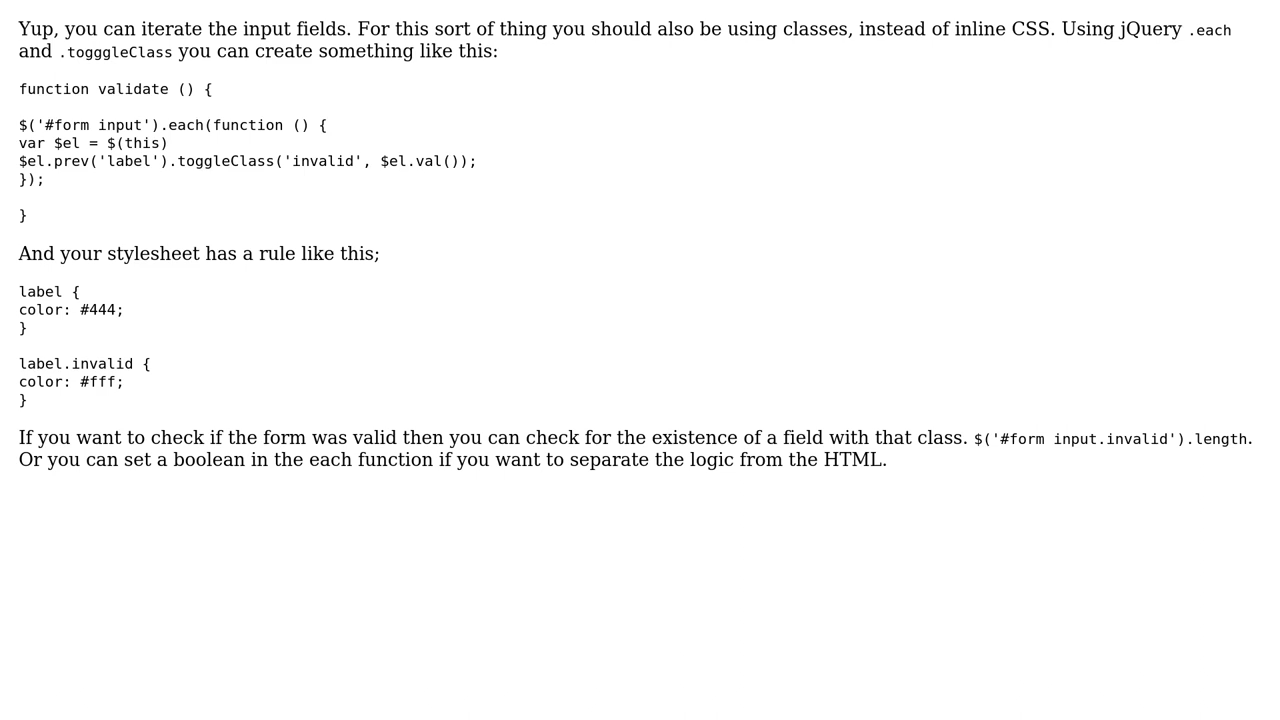 Yup, you can iterate the input fields. For this sort of thing you should also be using classes, instead of inline CSS. Using jQuery .each
and .togggleClass you can create something like this:
function validate () {
$('#form input').each(function () {
var $el = $(this)
$el.prev('label').toggleClass('invalid', $el.val());
});
}
And your stylesheet has a rule like this;
label {
color: #444;
}
label.invalid {
color: #fff;
}
If you want to check if the form was valid then you can check for the existence of a field with that class. $('#form input.invalid').length.
Or you can set a boolean in the each function if you want to separate the logic from the HTML.